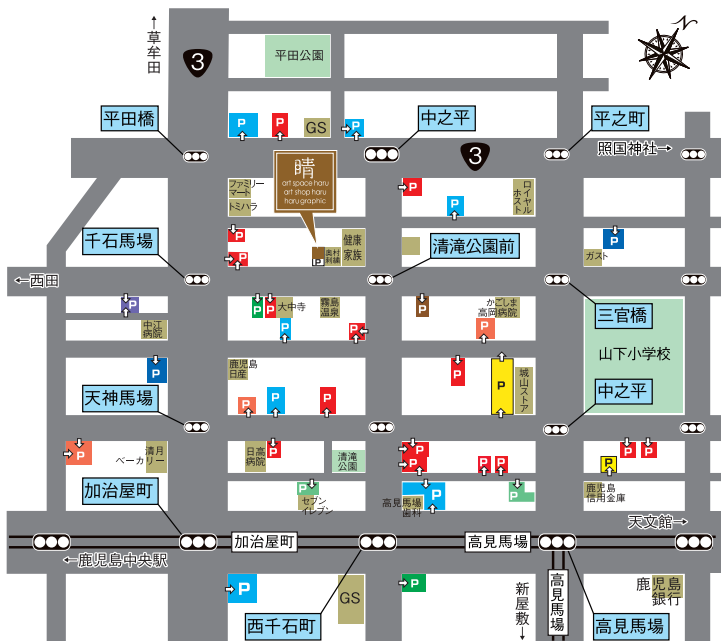 ↑草牟田
3
平田公園
N
平田橋
P
P
GS
P
中之平
平之町
3
照国神社→
晴
art space haru
art shop haru
haru graphic
ファミリー
マート
トミハラ
P
P
ロイヤル
ホスト
千石馬場
P
P
P
奥村
健康
家族
清滝公園前
P
ガスト
←西田
P
中江
病院
P
P
大中寺
P
霧島
温泉
P
P
かごしま
高岡病院
P
三官橋
山下小学校
P
天神馬場
鹿児島
日産
P
P
P
P
P
城山ストア
中之平
P
清月
ベーカリー
日高
病院
P
清滝
公園
P
P
P
P
P
P
P
加治屋町
P
セブン
イレブン
高見馬場
歯科
P
P
P
鹿児島
信用金庫
天文館→
加治屋町
高見馬場
←鹿児島中央駅
P
西千石町
GS
P
新屋敷↓
高見馬場
高見馬場
鹿児島
銀行